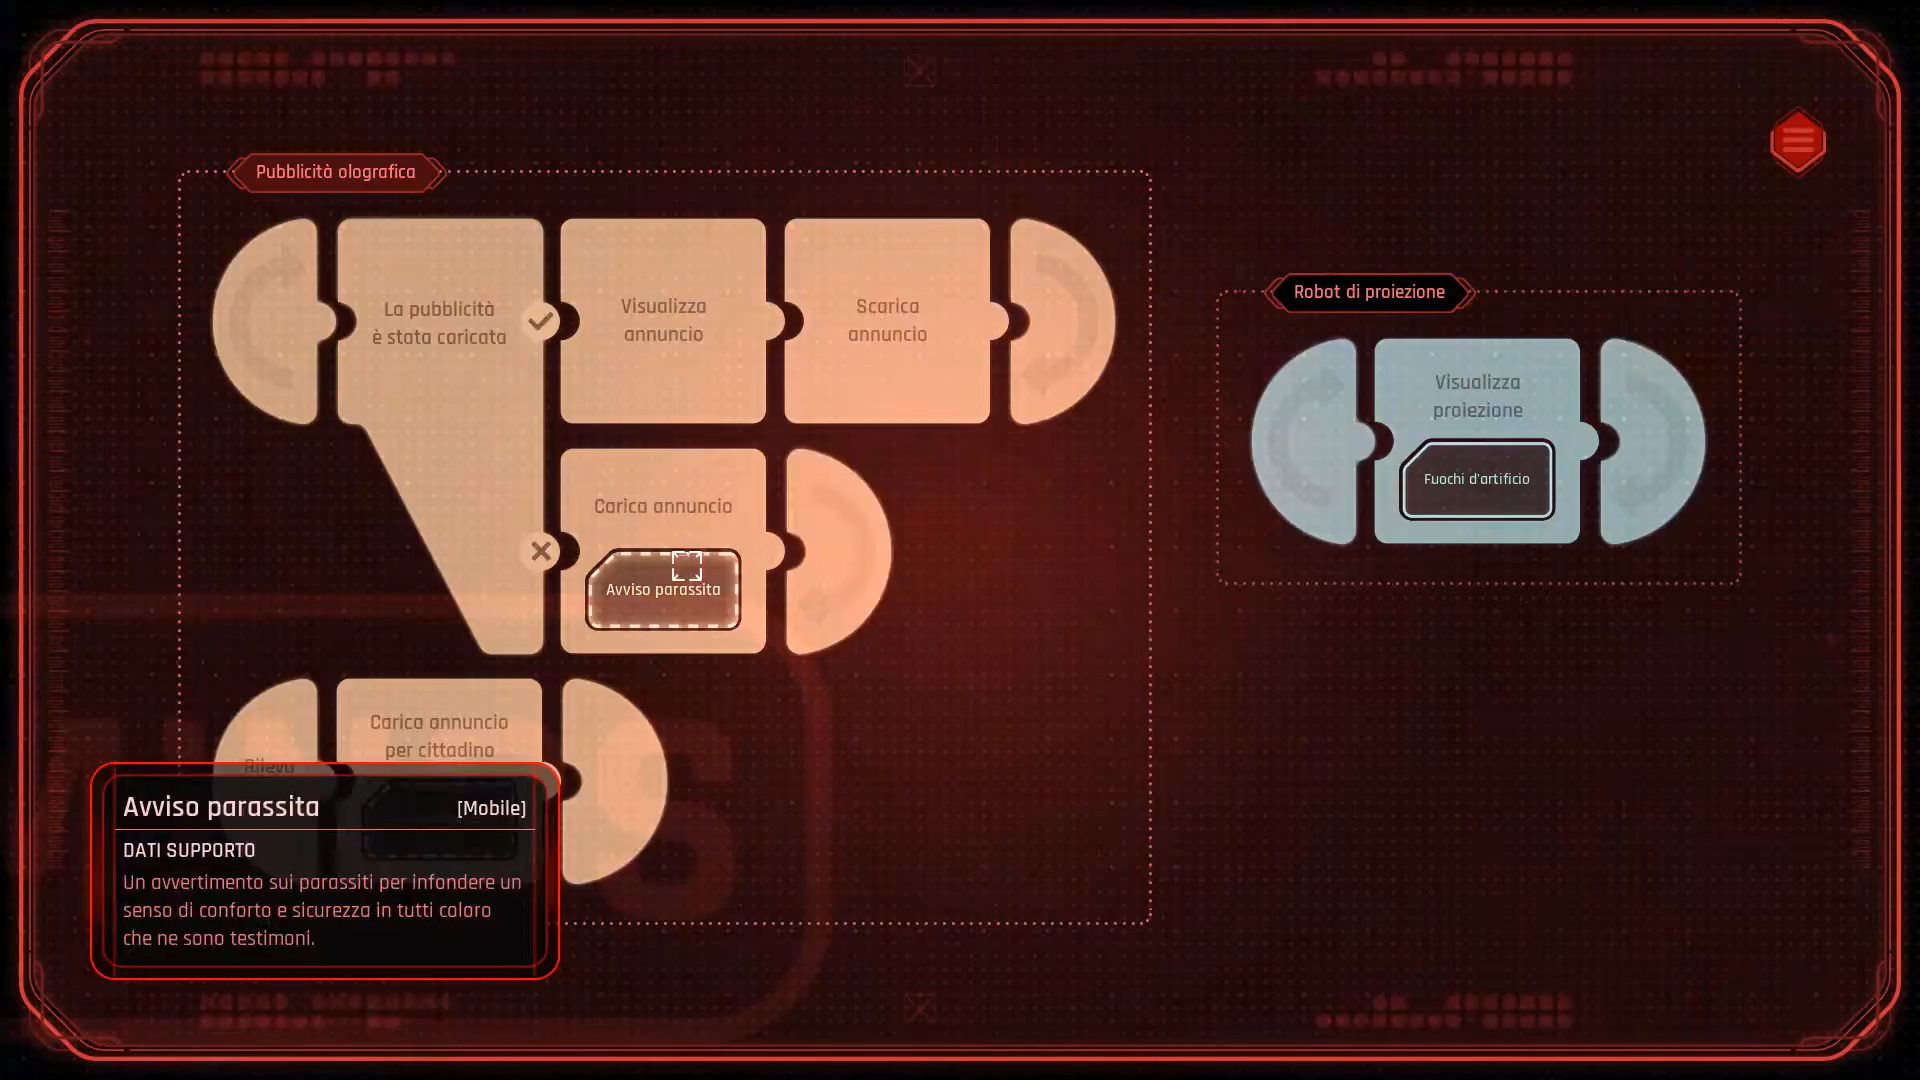 Pubblicità olografica
La pubblicità
è stata caricata
Visualizza
annuncio
Scarica
annuncio
Carica annuncio
Avviso parassita
Carica annuncio
per cittadino
Rileva
Robot di proiezione
Visualizza
proiezione
Fuochi d'artificio
Avviso parassita [Mobile]
DATI SUPPORTO
Un avvertimento sui parassiti per infondere un
senso di conforto e sicurezza in tutti coloro
che ne sono testimoni.